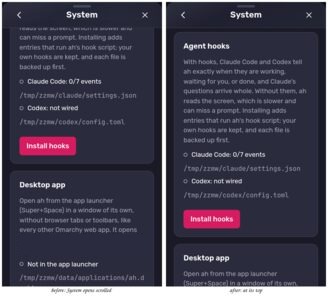 System
reads the screen, which is slower and
can miss a prompt. Installing adds
entries that run ah's hook script; your
own hooks are kept, and each file is
backed up first.
Claude Code: 0/7 events
/tmp/zzmw/claude/settings.json
Codex: not wired
/tmp/zzmw/codex/config.toml
Install hooks
Desktop app
Open ah from the app launcher
(Super+Space) in a window of its own,
without browser tabs or toolbars, like
every other Omarchy web app. It opens
Not in the app launcher
/tmp/zzmw/data/applications/ah.d
before: System opens scrolled
System
Agent hooks
With hooks, Claude Code and Codex tell
ah exactly when they are working,
waiting for you, or done, and Claude's
questions arrive whole. Without them, ah
reads the screen, which is slower and
can miss a prompt. Installing adds
entries that run ah's hook script; your
own hooks are kept, and each file is
backed up first.
Claude Code: 0/7 events
/tmp/zzmw/claude/settings.json
Codex: not wired
/tmp/zzmw/codex/config.toml
Install hooks
Desktop app
Open ah from the app launcher
(Super+Space) in a window of its own,
after: at its top